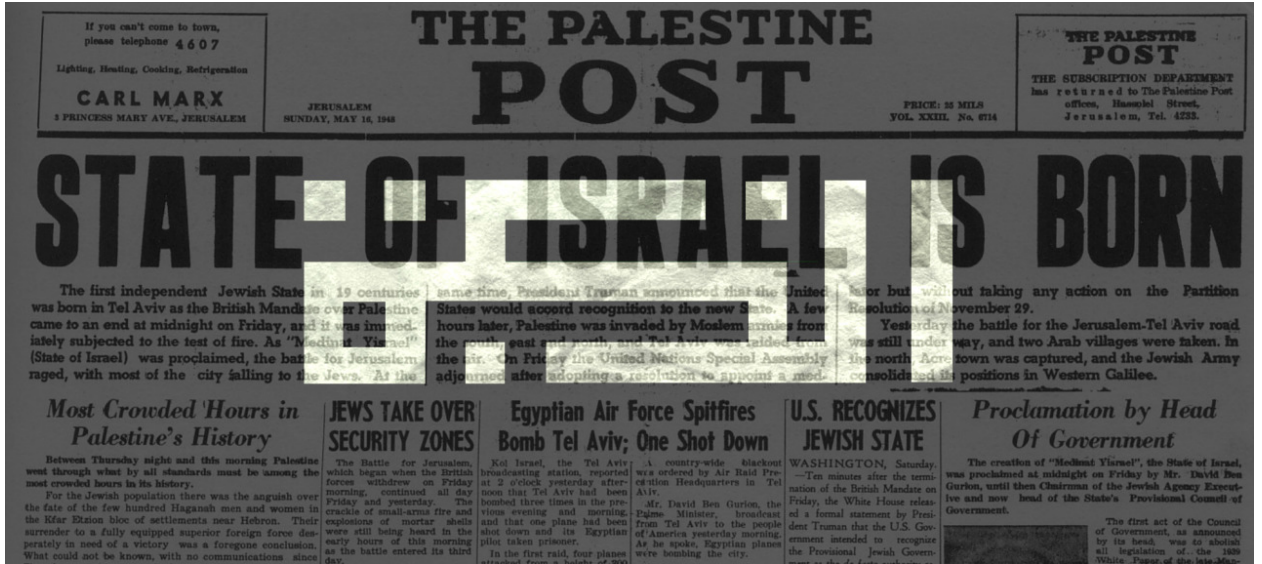 If you can't come to town,
please telephone 4607
Lighting, Heating, Cooking, Refrigeration
CARL MARX
3 PRINCESS MARY AVE., JERUSALEM
THE PALESTINE
POST
JERUSALEM
SUNDAY, MAY 16, 1948
PRICE: 25 MILS
VOL. XXIII. No. 6714
THE PALESTINE
POST
THE SUBSCRIPTION DEPARTMENT
has returned to The Palestine Post
offices, Hassolel Street,
Jerusalem, Tel. 4233.
STATE OF ISRAEL IS BORN
The first independent Jewish State in 19 centuries
was born in Tel Aviv as the British Mandate over Palestine
came to an end at midnight on Friday, and it was immed-
iately subjected to the test of fire. As "Medinat Yisrael"
(State of Israel) was proclaimed, the battle for Jerusalem
raged, with most of the city falling to the Jews. At the
same time, President Truman announced that the United
States would accord recognition to the new State. A few
hours later, Palestine was invaded by Moslem armies from
the south, east and north, and Tel Aviv was raided from
the air. On Friday the United Nations Special Assembly
adjourned after adopting a resolution to appoint a med-
iator but without taking any action on the Partition
Resolution of November 29.
Yesterday the battle for the Jerusalem-Tel Aviv road
was still under way, and two Arab villages were taken. In
the north, Acre town was captured, and the Jewish Army
consolidated its positions in Western Galilee.
Most Crowded Hours in
Palestine's History
Between Thursday night and this morning Palestine
went through what by all standards must be among the
most crowded hours in its history.
For the Jewish population there was the anguish over
the fate of the few hundred Haganah men and women in
the Kfar Etzion bloc of settlements near Hebron. Their
surrender to a fully equipped superior foreign force des-
perately in need of a victory was a foregone conclusion.
What could not be known, with no communications since
JEWS TAKE OVER
SECURITY ZONES
The Battle for Jerusalem,
which began when the British
forces withdrew on Friday
morning, continued all day
Friday and yesterday. The
crackle of small-arms fire and
explosions of mortar shells
were still being heard in the
early hours of this morning
as the battle entered its third
day.
Egyptian Air Force Spitfires
Bomb Tel Aviv; One Shot Down
Kol Israel, the Tel Aviv
broadcasting station, reported
at 2 o'clock yesterday after-
noon that Tel Aviv had been
bombed three times in the pre-
vious evening and morning,
and that one plane had been
shot down and its Egyptian
pilot taken prisoner.
In the first raid, four planes
attacked from a height of 300
A country-wide blackout
was ordered by Air Raid Pre-
caution Headquarters in Tel
Aviv.
Mr. David Ben Gurion, the
Prime Minister, broadcast
from Tel Aviv to the people
of America yesterday morning.
As he spoke, Egyptian planes
were bombing the city.
U.S. RECOGNIZES
JEWISH STATE
WASHINGTON, Saturday.
—Ten minutes after the termi-
nation of the British Mandate on
Friday, the White House releas-
ed a formal statement by Presi-
dent Truman that the U.S. Gov-
ernment intended to recognize
the Provisional Jewish Govern-
Proclamation by Head
Of Government
The creation of "Medinat Yisrael", the State of Israel,
was proclaimed at midnight on Friday by Mr. David Ben
Gurion, until then Chairman of the Jewish Agency Execut-
ive and now head of the State's Provisional Council of
Government.
The first act of the Council
of Government, as announced
by its head, was to abolish
all legislation of the 1939